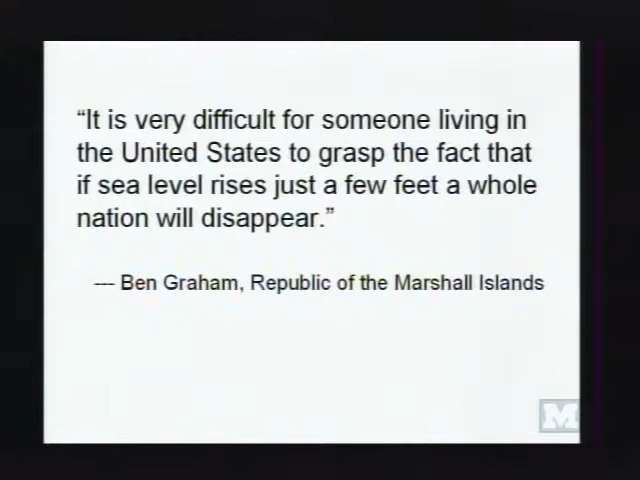 “It is very difficult for someone living in
the United States to grasp the fact that
if sea level rises just a few feet a whole
nation will disappear.”
--- Ben Graham, Republic of the Marshall Islands
M